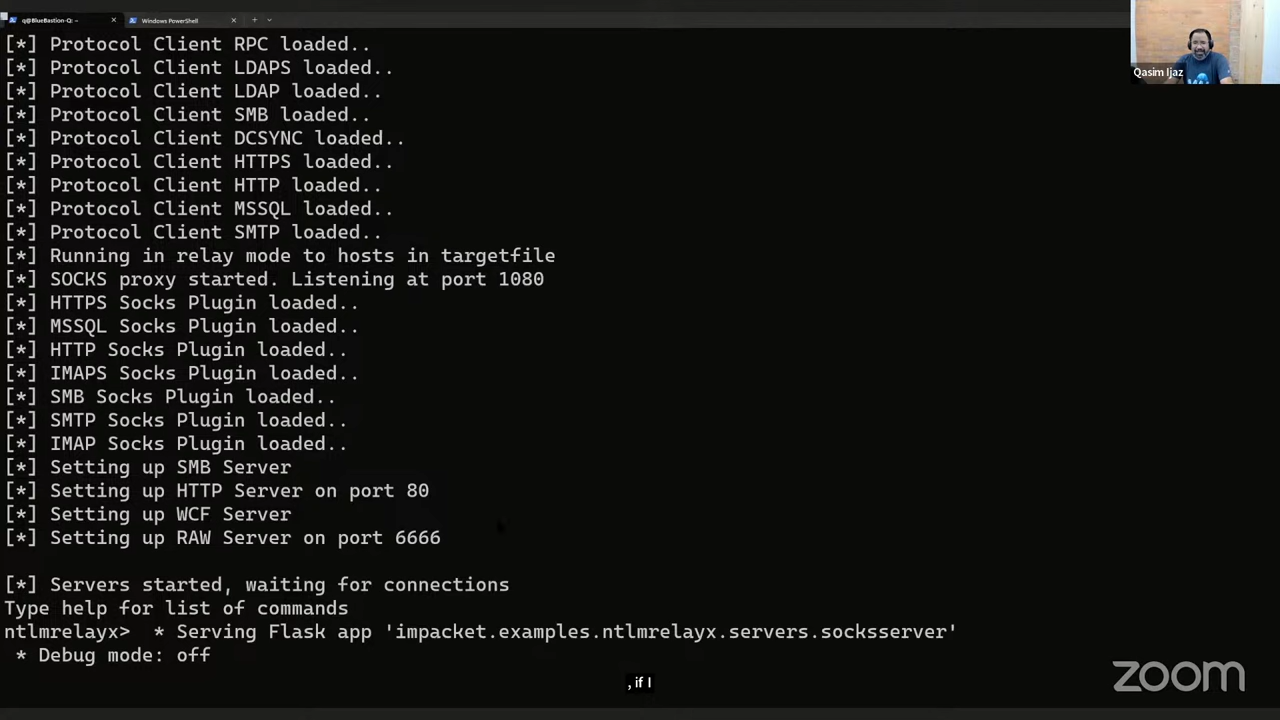 q@BlueBastion-Q: ~
Windows PowerShell
[*] Protocol Client RPC loaded..
[*] Protocol Client LDAPS loaded..
[*] Protocol Client LDAP loaded..
[*] Protocol Client SMB loaded..
[*] Protocol Client DCSYNC loaded..
[*] Protocol Client HTTPS loaded..
[*] Protocol Client HTTP loaded..
[*] Protocol Client MSSQL loaded..
[*] Protocol Client SMTP loaded..
[*] Running in relay mode to hosts in targetfile
[*] SOCKS proxy started. Listening at port 1080
[*] HTTPS Socks Plugin loaded..
[*] MSSQL Socks Plugin loaded..
[*] HTTP Socks Plugin loaded..
[*] IMAPS Socks Plugin loaded..
[*] SMB Socks Plugin loaded..
[*] SMTP Socks Plugin loaded..
[*] IMAP Socks Plugin loaded..
[*] Setting up SMB Server
[*] Setting up HTTP Server on port 80
[*] Setting up WCF Server
[*] Setting up RAW Server on port 6666
[*] Servers started, waiting for connections
Type help for list of commands
ntlmrelayx>  * Serving Flask app 'impacket.examples.ntlmrelayx.servers.socksserver'
 * Debug mode: off
Qasim Ijaz
, if I
zoom